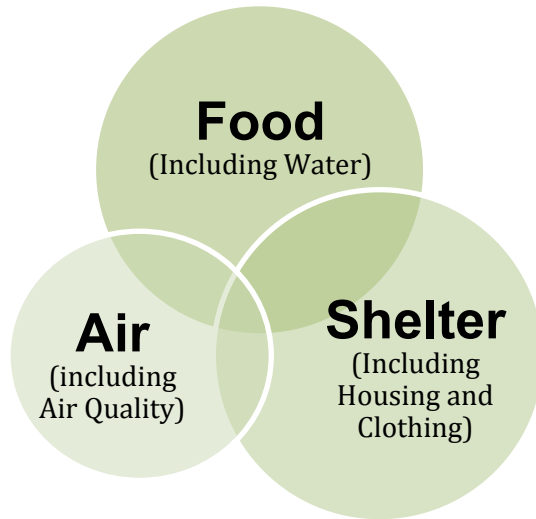 Food
(Including Water)
Air
(including
Air Quality)
Shelter
(Including
Housing and
Clothing)